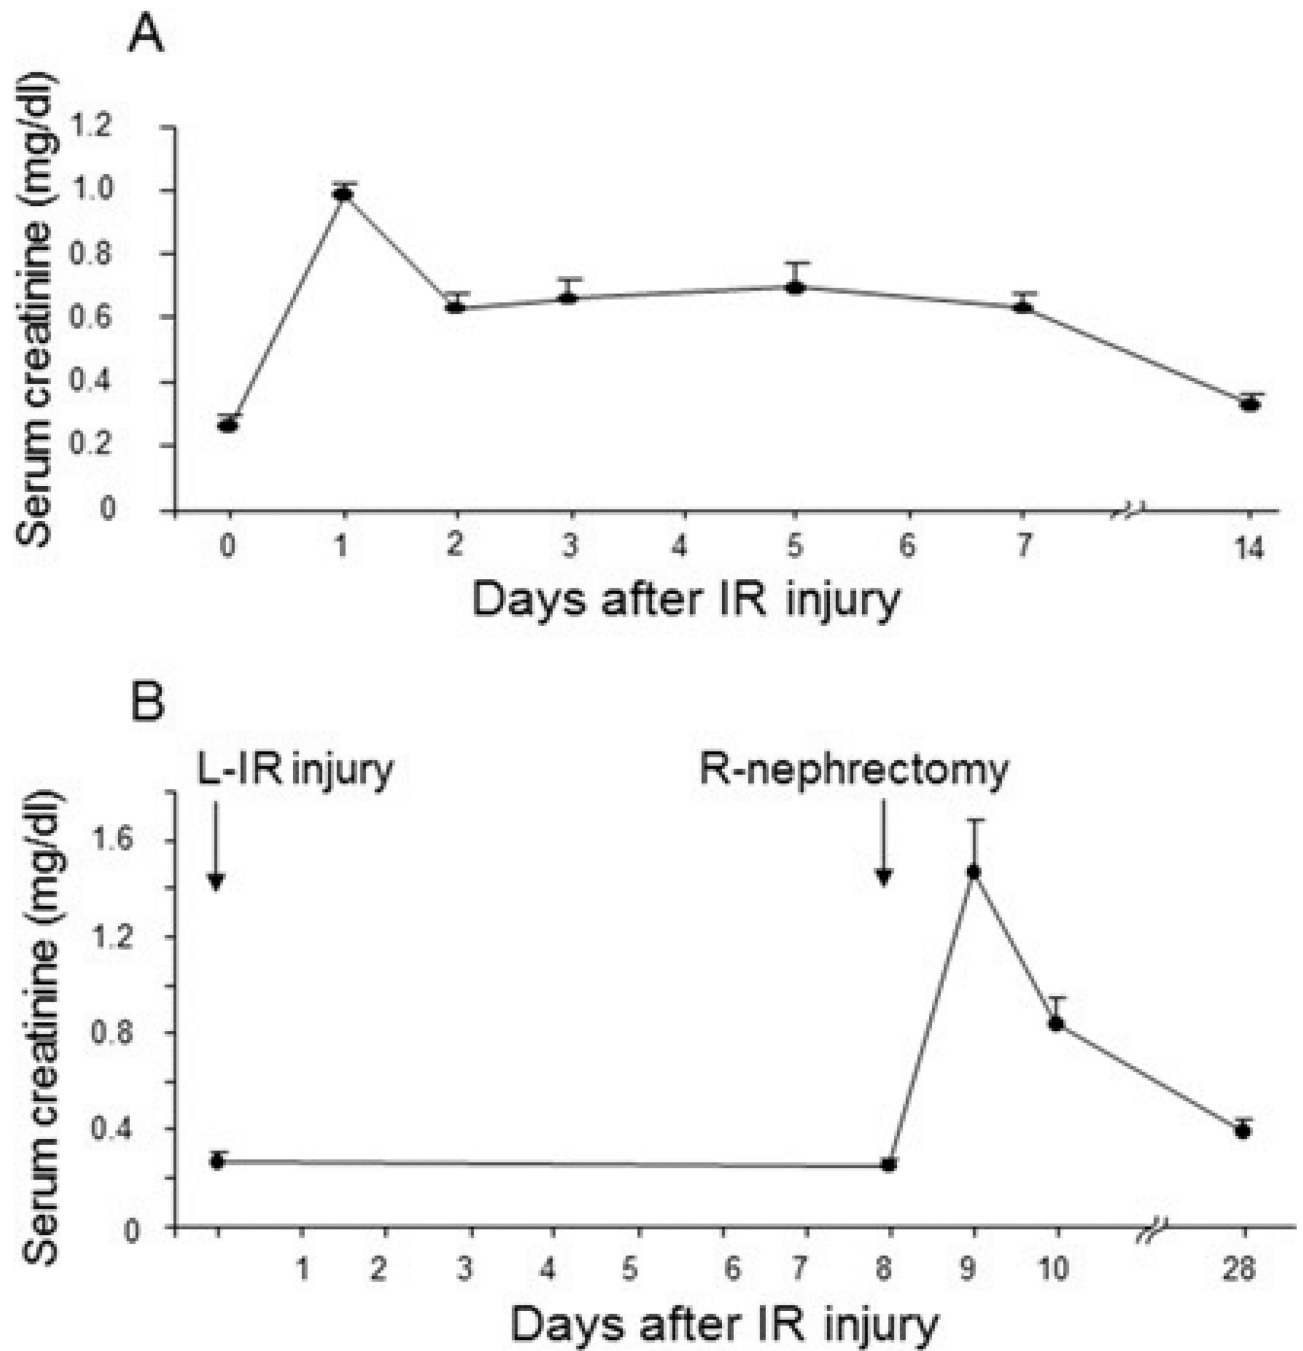 A
Serum creatinine (mg/dl)
1.2
1.0
0.8
0.6
0.4
0.2
0
0 1 2 3 4 5 6 7 14
Days after IR injury
B
L-IR injury R-nephrectomy
Serum creatinine (mg/dl)
1.6
1.2
0.8
0.4
0
1 2 3 4 5 6 7 8 9 10 28
Days after IR injury